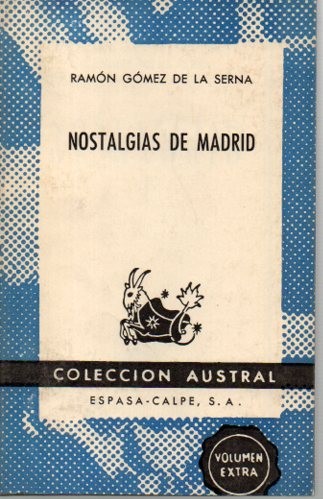 RAMÓN GÓMEZ DE LA SERNA
NOSTALGIAS DE MADRID
COLECCION AUSTRAL
ESPASA-CALPE, S. A.
VOLUMEN
EXTRA